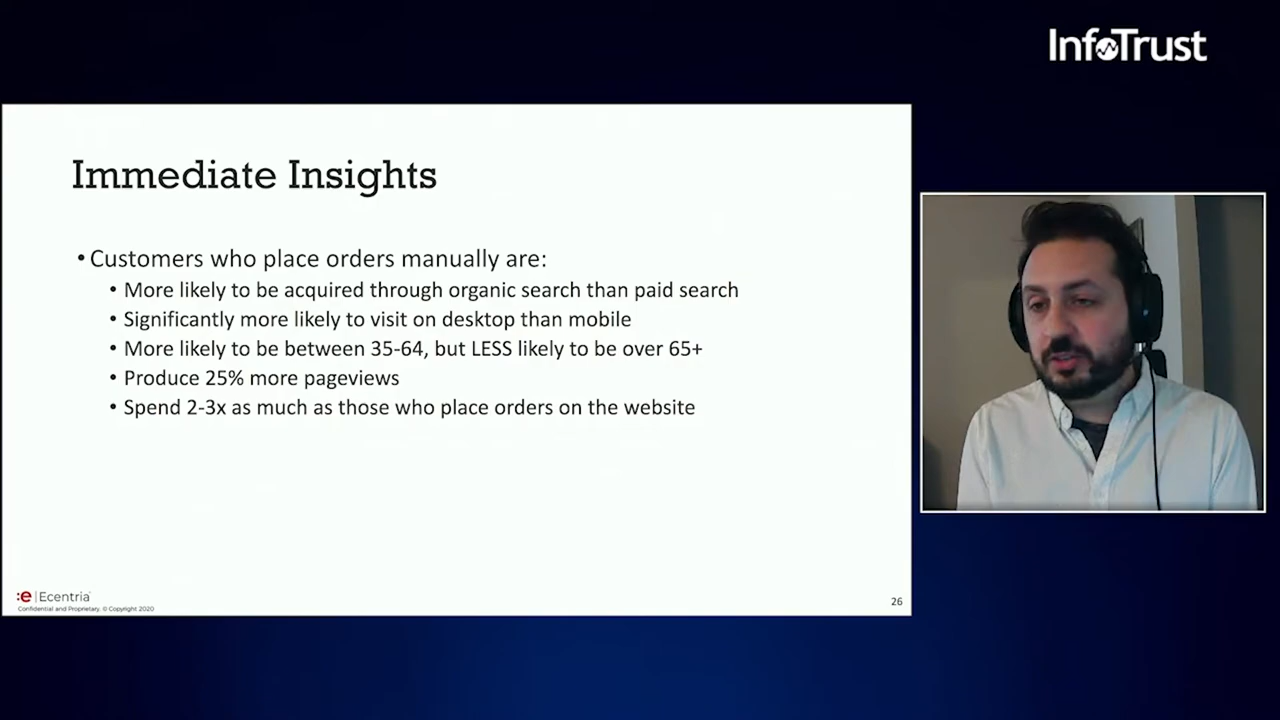 InfoTrust
Immediate Insights
• Customers who place orders manually are:
• More likely to be acquired through organic search than paid search
• Significantly more likely to visit on desktop than mobile
• More likely to be between 35-64, but LESS likely to be over 65+
• Produce 25% more pageviews
• Spend 2-3x as much as those who place orders on the website
:e | Ecentria
Confidential and Proprietary. © Copyright 2020
26